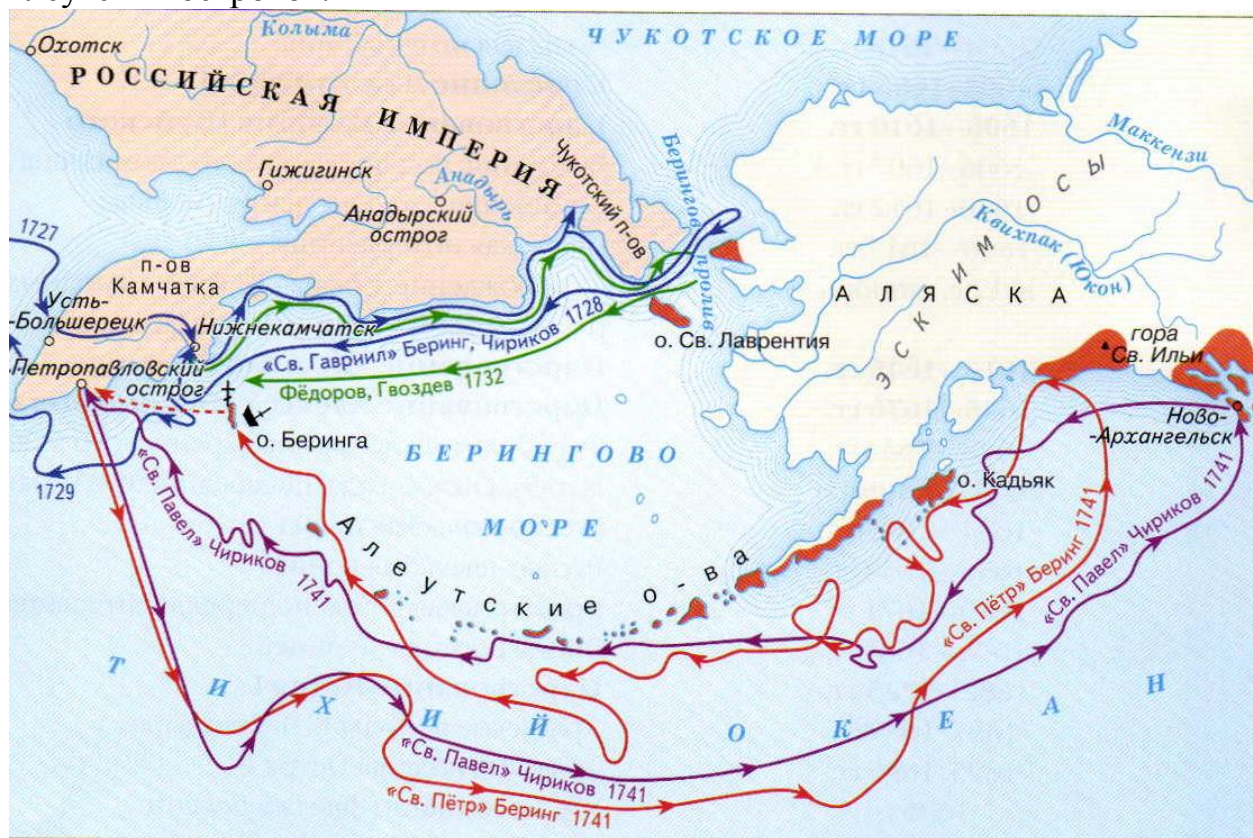 Охотск
Колыма
ЧУКОТСКОЕ МОРЕ
РОССИЙСКАЯ ИМПЕРИЯ
Гижигинск
Анадырь
Анадырский
острог
Чукотский п-ов
Берингов
пролив
Маккензи
Квихпак (Юкон)
ЭСКИМОСЫ
АЛЯСКА
1727
п-ов
Камчатка
Усть-
-Большерецк
Нижнекамчатск
Петропавловский
острог
«Св. Гавриил» Беринг, Чириков 1728
Фёдоров, Гвоздев 1732
о. Св. Лаврентия
гора
Св. Ильи
Ново-
-Архангельск
о. Беринга
1729
БЕРИНГОВО
МОРЕ
о. Кадьяк
«Св. Павел» Чириков 1741
Алеутские о-ва
«Св. Пётр» Беринг 1741
«Св. Павел» Чириков 1741
ТИХИЙ ОКЕАН
«Св. Павел» Чириков
1741
«Св. Пётр» Беринг 1741